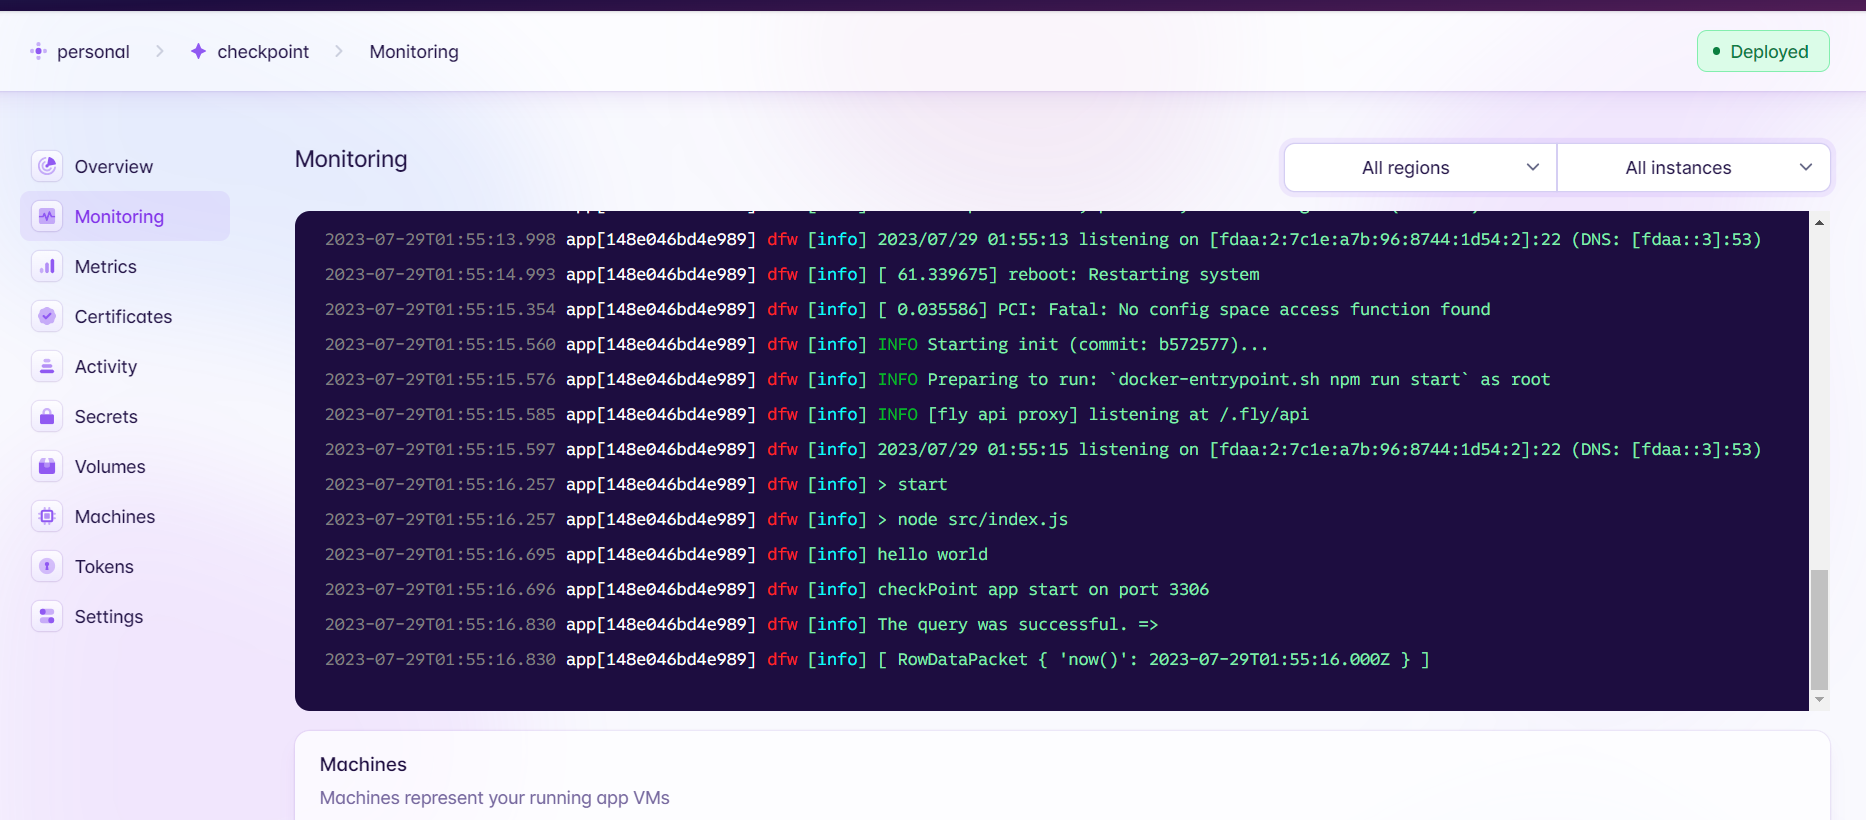 personal > checkpoint > Monitoring
Deployed
Overview
Monitoring
Metrics
Certificates
Activity
Secrets
Volumes
Machines
Tokens
Settings
Monitoring
All regions
All instances
2023-07-29T01:55:13.998 app[148e046bd4e989] dfw [info] 2023/07/29 01:55:13 listening on [fdaa:2:7c1e:a7b:96:8744:1d54:2]:22 (DNS: [fdaa::3]:53)
2023-07-29T01:55:14.993 app[148e046bd4e989] dfw [info] [ 61.339675] reboot: Restarting system
2023-07-29T01:55:15.354 app[148e046bd4e989] dfw [info] [ 0.035586] PCI: Fatal: No config space access function found
2023-07-29T01:55:15.560 app[148e046bd4e989] dfw [info] INFO Starting init (commit: b572577)...
2023-07-29T01:55:15.576 app[148e046bd4e989] dfw [info] INFO Preparing to run: `docker-entrypoint.sh npm run start` as root
2023-07-29T01:55:15.585 app[148e046bd4e989] dfw [info] INFO [fly api proxy] listening at /.fly/api
2023-07-29T01:55:15.597 app[148e046bd4e989] dfw [info] 2023/07/29 01:55:15 listening on [fdaa:2:7c1e:a7b:96:8744:1d54:2]:22 (DNS: [fdaa::3]:53)
2023-07-29T01:55:16.257 app[148e046bd4e989] dfw [info] > start
2023-07-29T01:55:16.257 app[148e046bd4e989] dfw [info] > node src/index.js
2023-07-29T01:55:16.695 app[148e046bd4e989] dfw [info] hello world
2023-07-29T01:55:16.696 app[148e046bd4e989] dfw [info] checkPoint app start on port 3306
2023-07-29T01:55:16.830 app[148e046bd4e989] dfw [info] The query was successful. =>
2023-07-29T01:55:16.830 app[148e046bd4e989] dfw [info] [ RowDataPacket { 'now()': 2023-07-29T01:55:16.000Z } ]
Machines
Machines represent your running app VMs